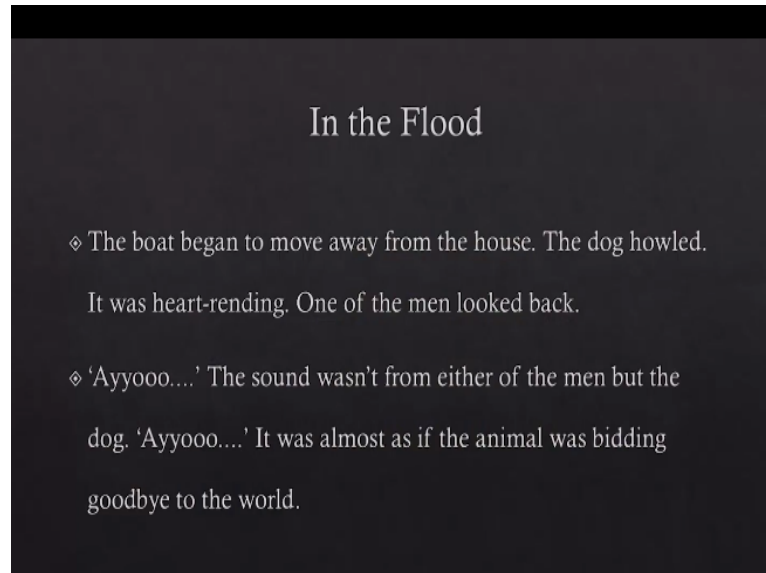 In the Flood
◈ The boat began to move away from the house. The dog howled.
It was heart-rending. One of the men looked back.
◈ ‘Ayyooo....’ The sound wasn’t from either of the men but the
dog. ‘Ayyooo....’ It was almost as if the animal was bidding
goodbye to the world.